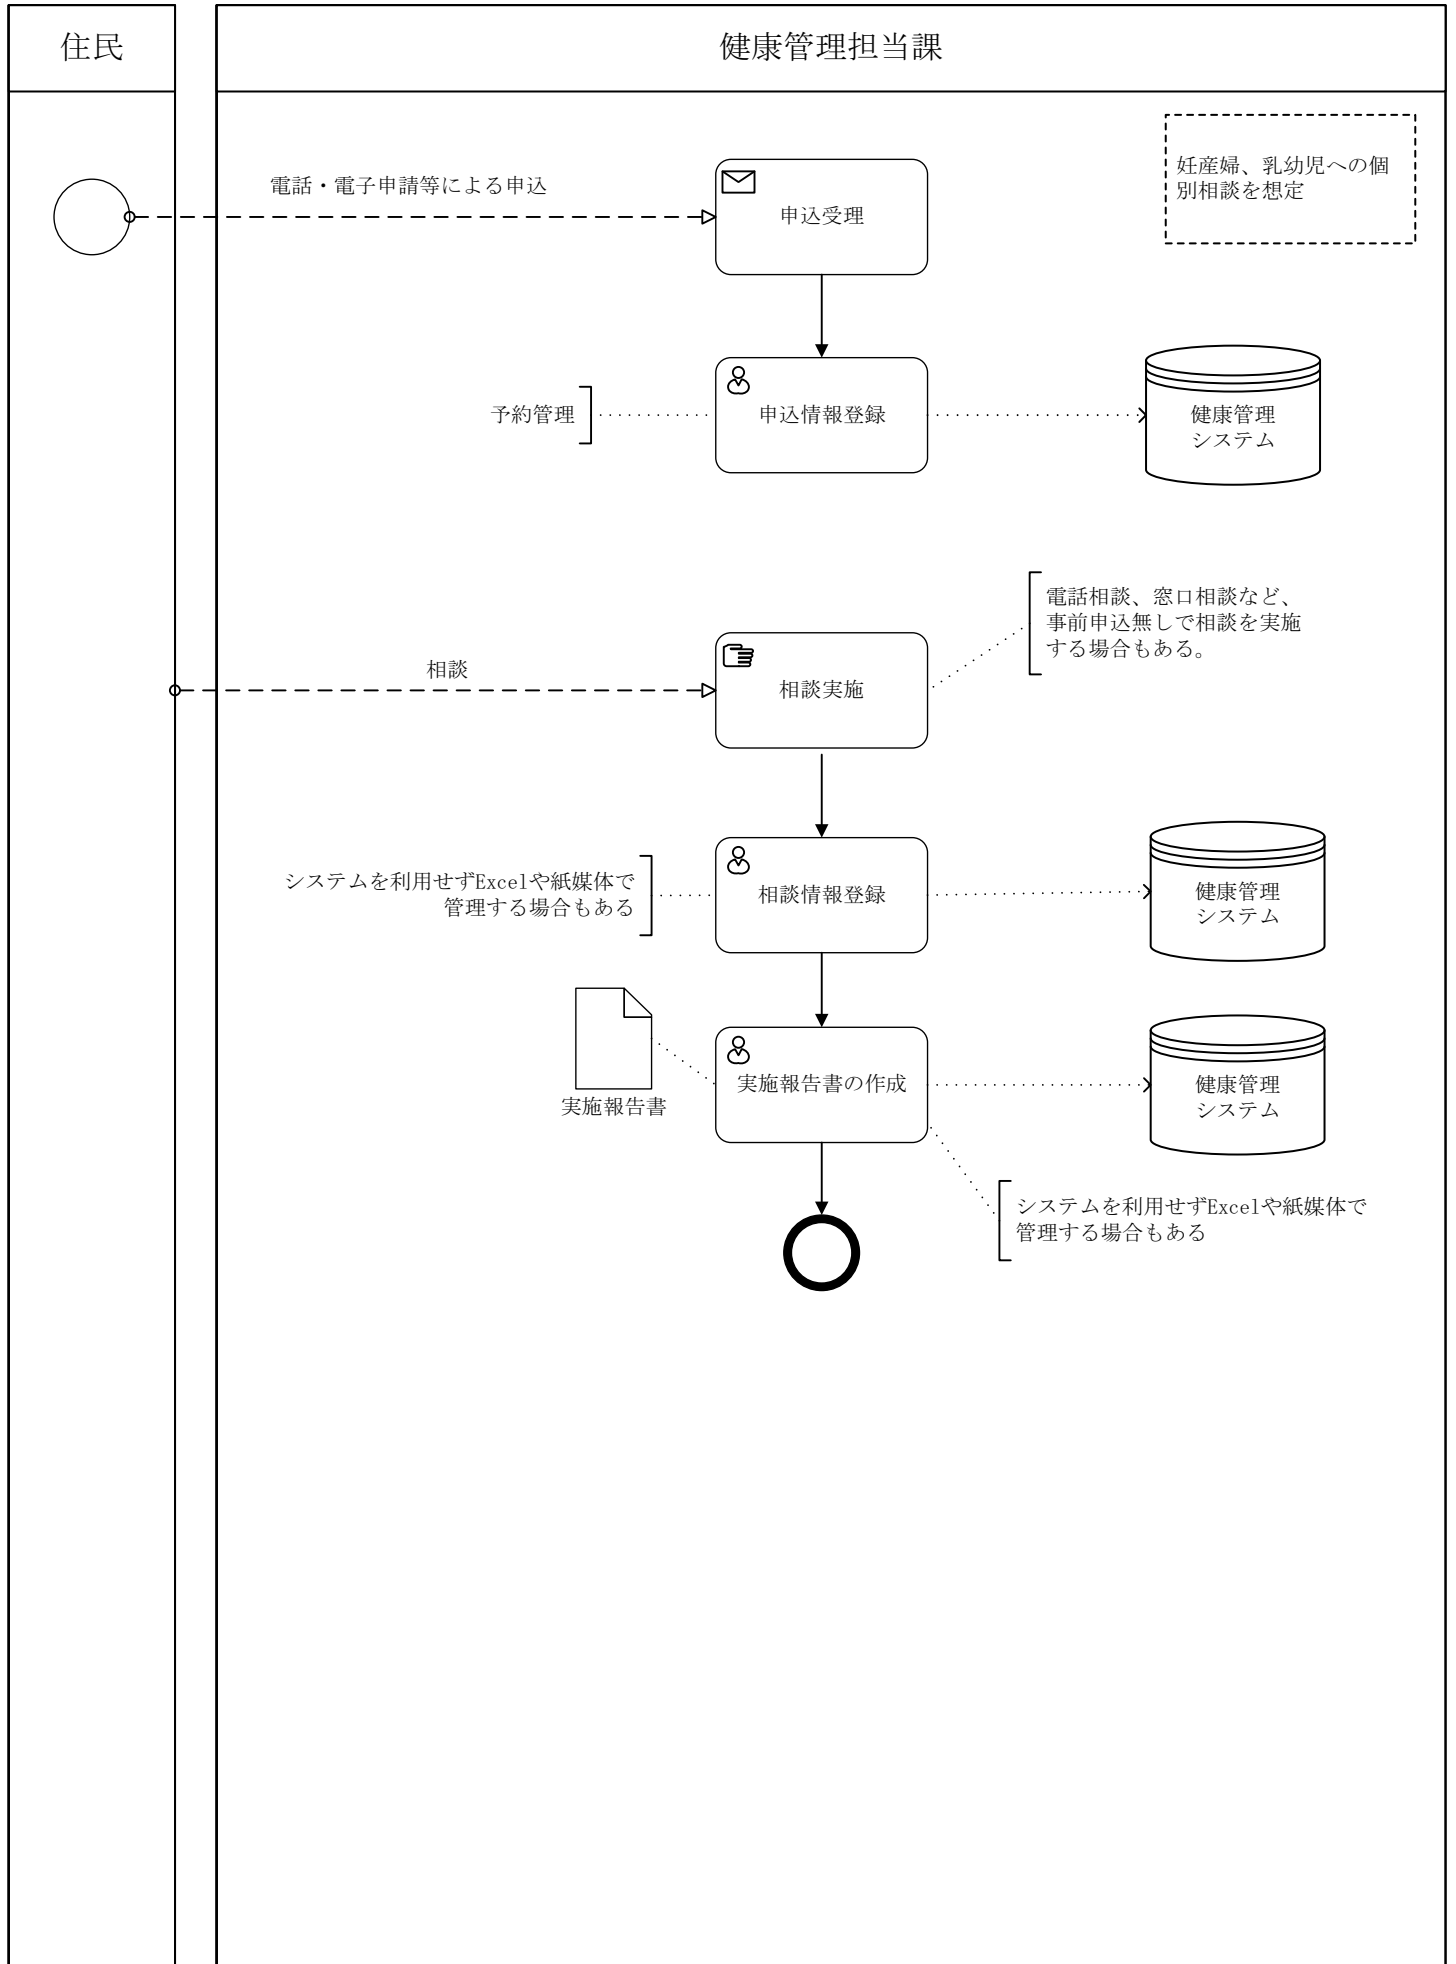 住民
健康管理担当課
電話・電子申請等による申込
申込受理
妊産婦、乳幼児への個
別相談を想定
予約管理
申込情報登録
健康管理
システム
電話相談、窓口相談など、
事前申込無しで相談を実施
する場合もある。
相談
相談実施
システムを利用せずExcelや紙媒体で
管理する場合もある
相談情報登録
健康管理
システム
実施報告書
実施報告書の作成
健康管理
システム
システムを利用せずExcelや紙媒体で
管理する場合もある